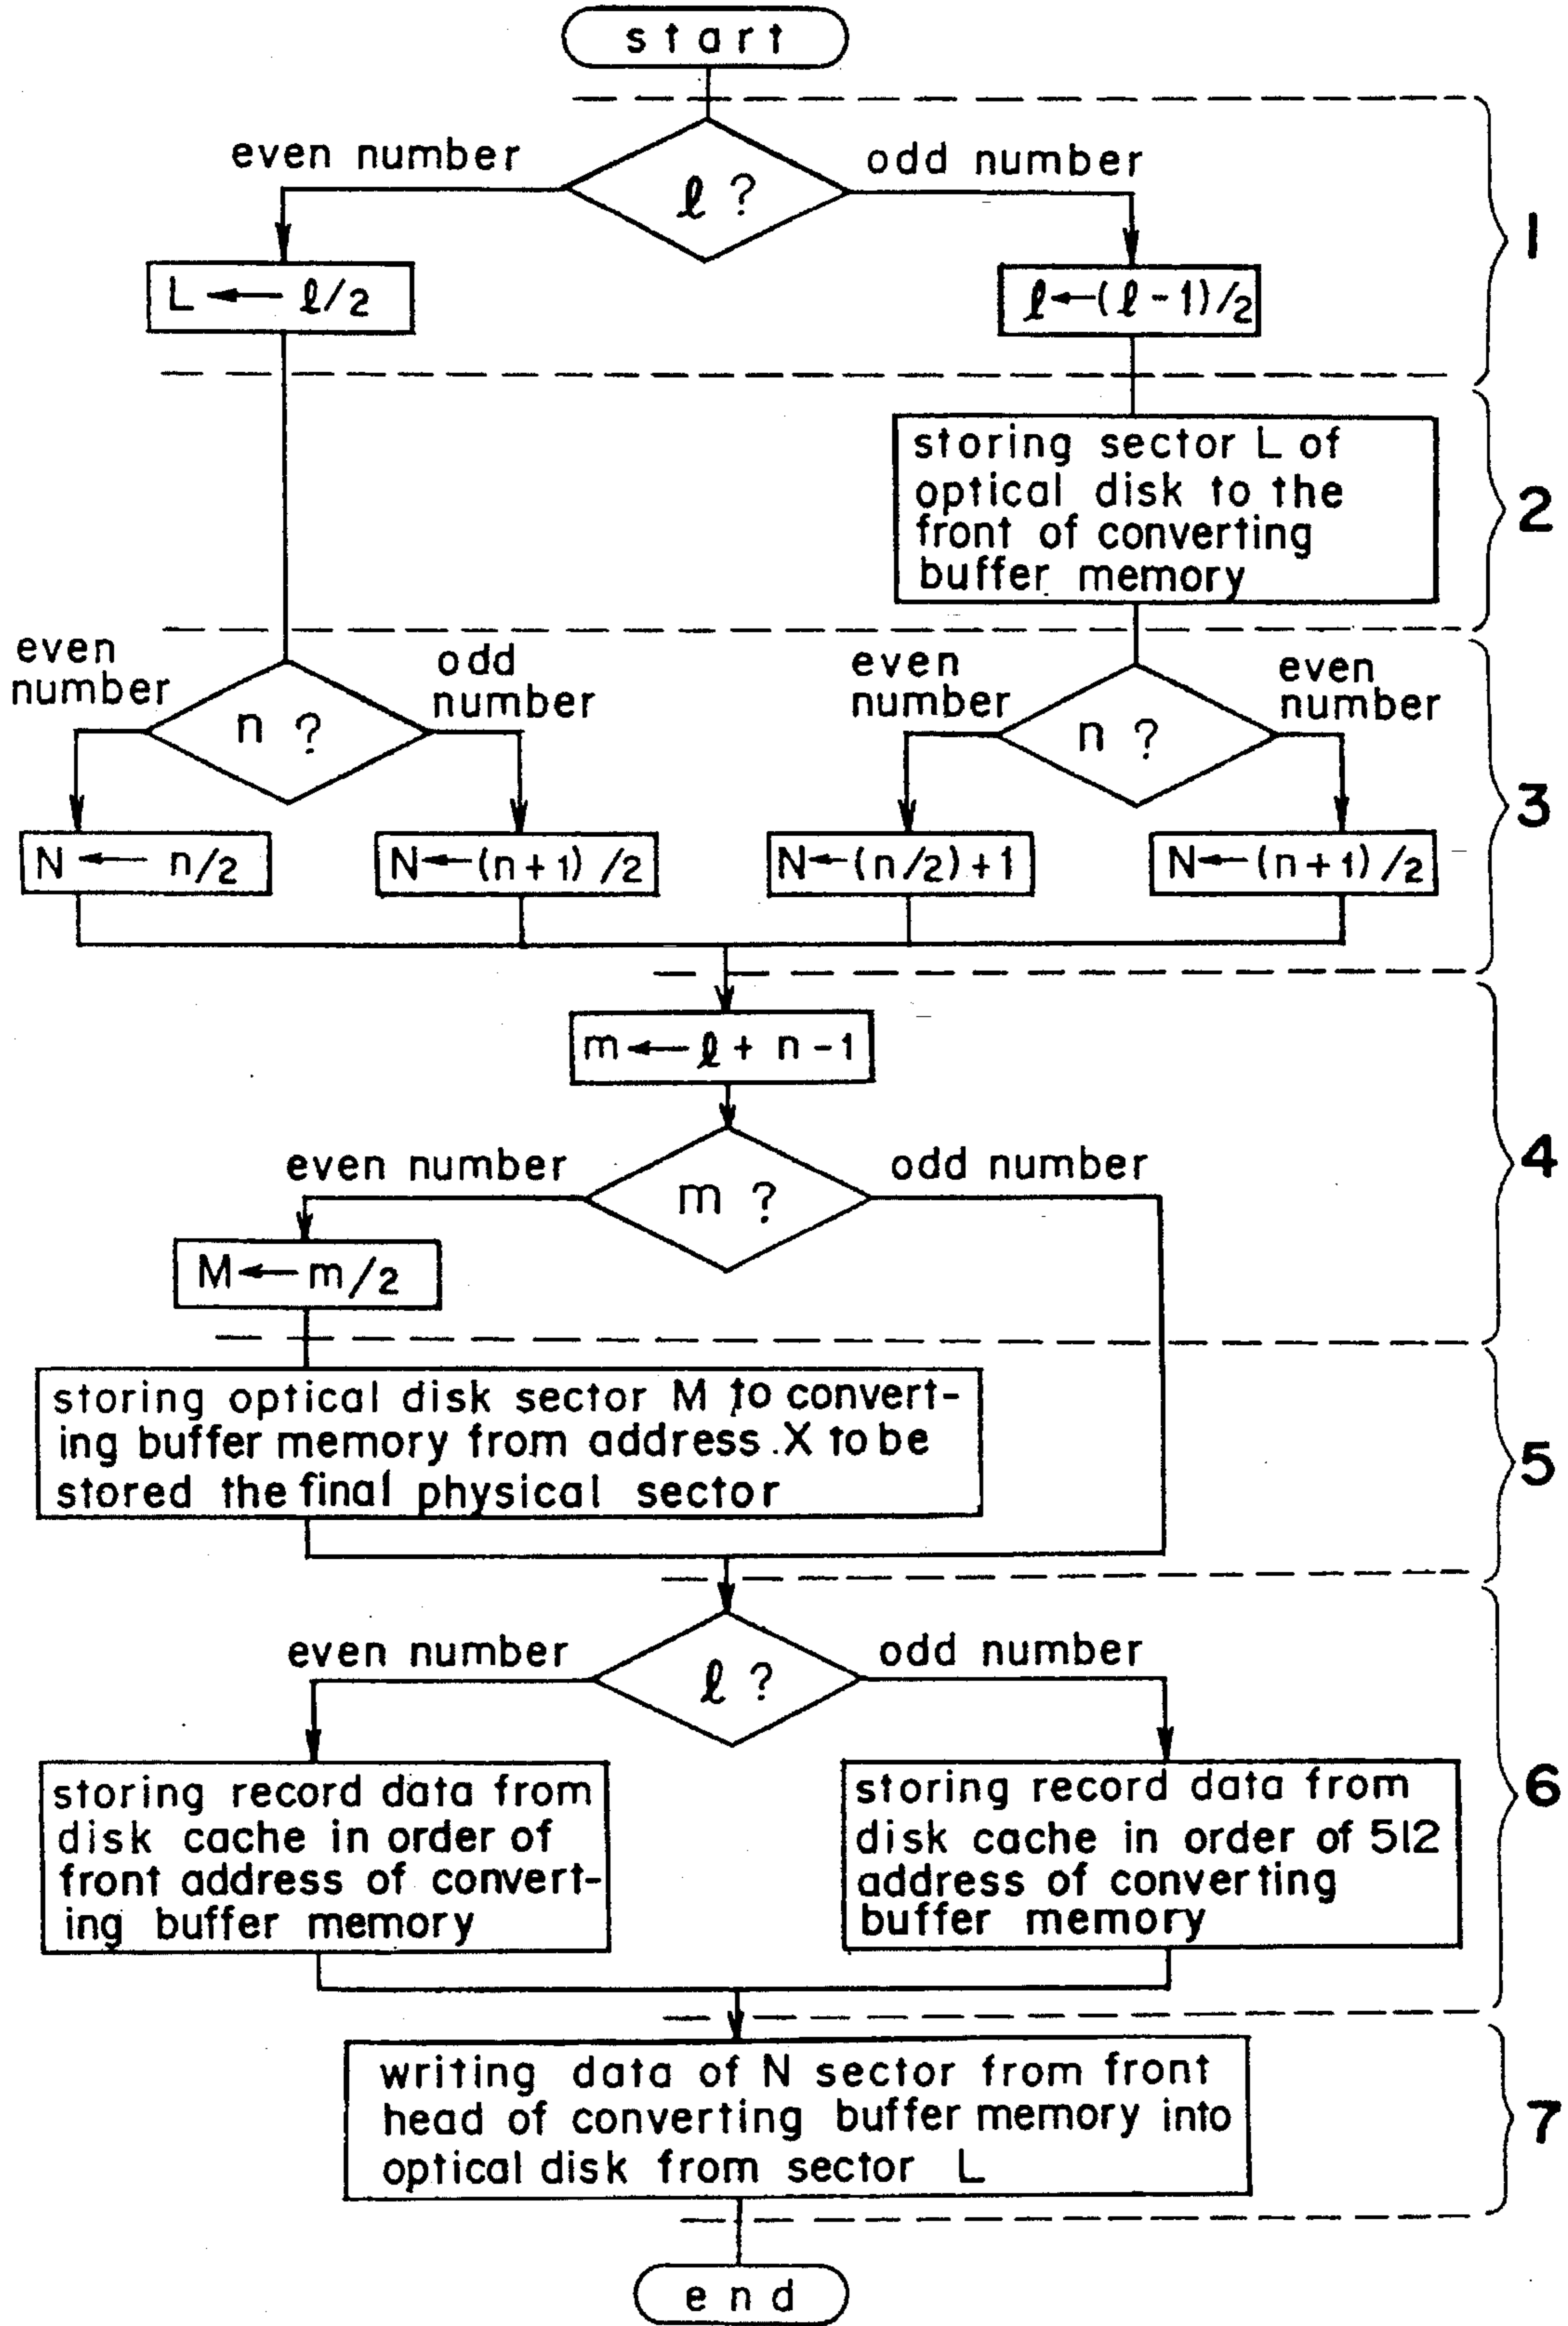 start
even number
odd number
ℓ ?
1
L ← ℓ/2
ℓ←(ℓ-1)/2
storing sector L of
optical disk to the
front of converting
buffer memory
2
even
number
odd
number
even
number
even
number
n ?
n ?
3
N ← n/2
N←(n+1)/2
N←(n/2)+1
N←(n+1)/2
m← ℓ + n-1
4
even number
odd number
m ?
M← m/2
storing optical disk sector M to convert-
ing buffer memory from address.X to be
stored the final physical sector
5
even number
odd number
ℓ ?
6
storing record data from
disk cache in order of
front address of convert-
ing buffer memory
storing record data from
disk cache in order of 512
address of converting
buffer memory
writing data of N sector from front
head of converting buffer memory into
optical disk from sector L
7
end